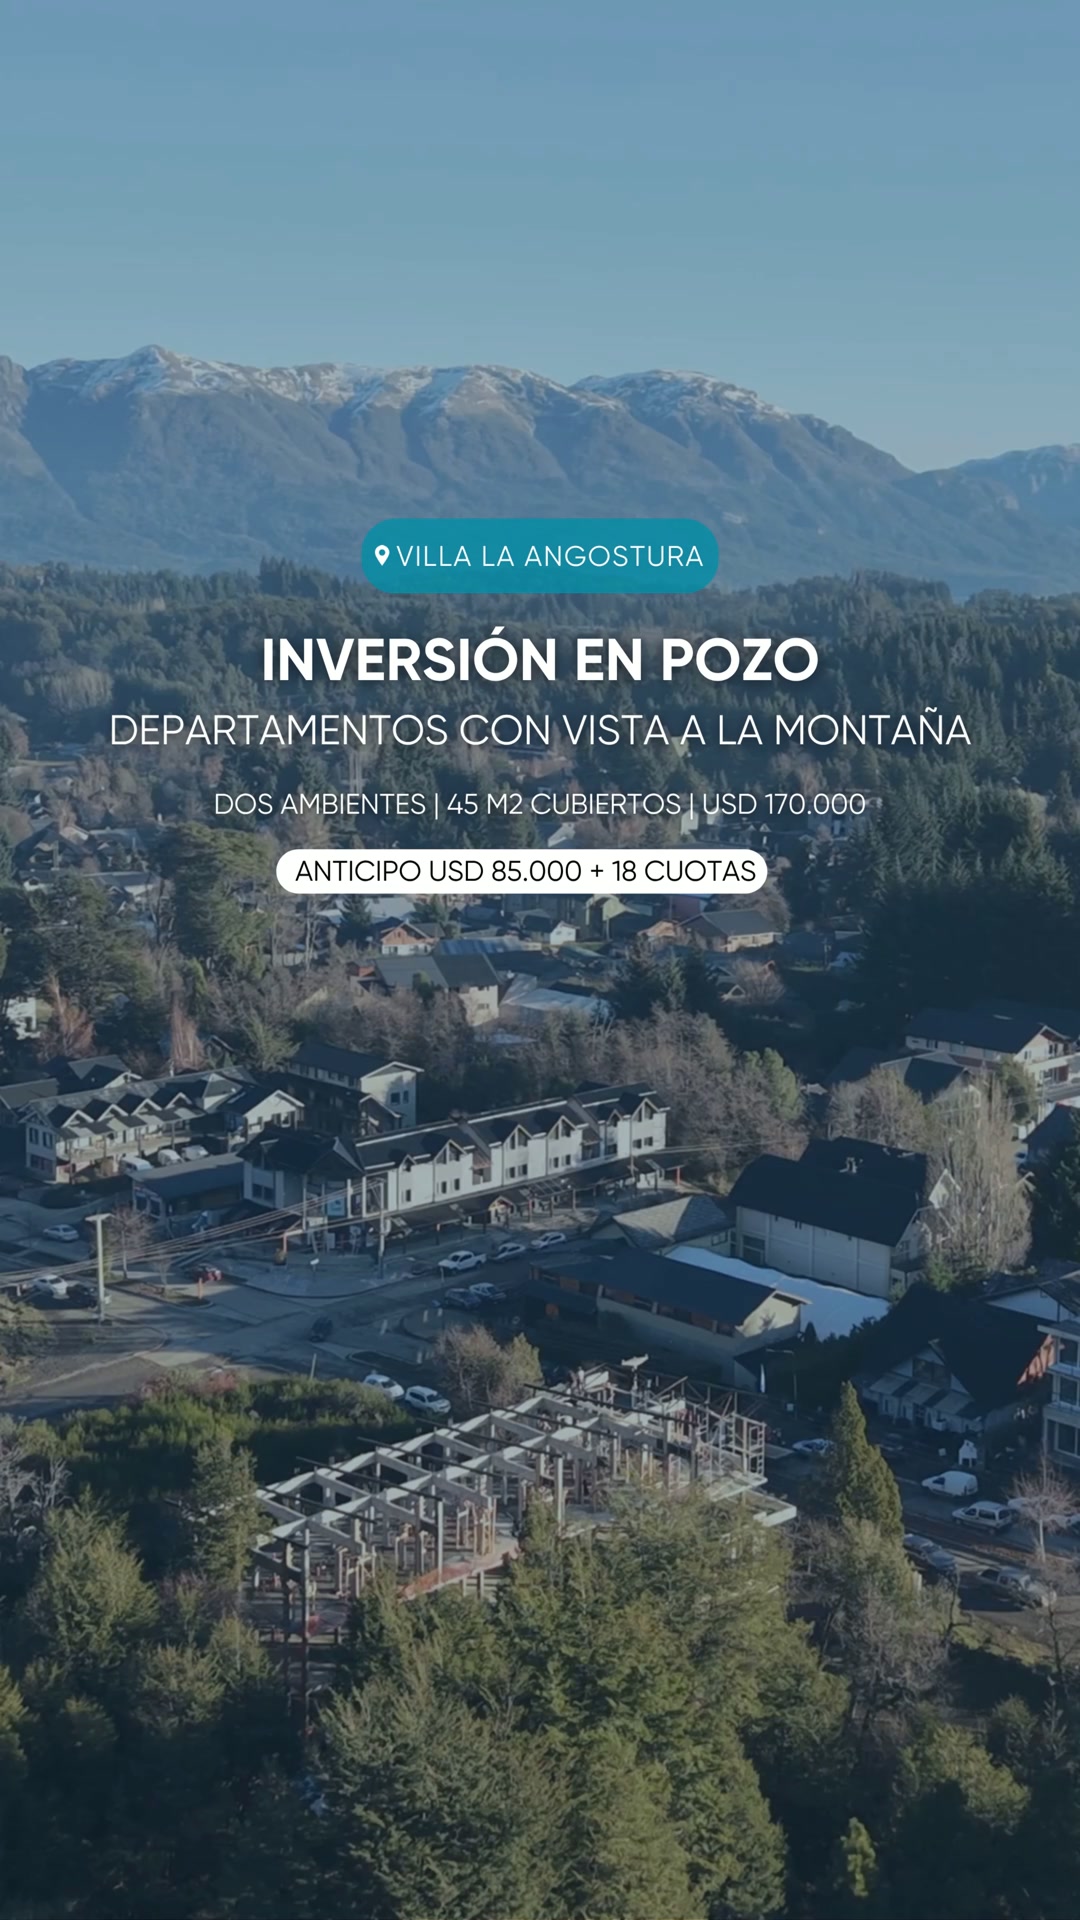 VILLA LA ANGOSTURA
INVERSIÓN EN POZO
DEPARTAMENTOS CON VISTA A LA MONTAÑA
DOS AMBIENTES | 45 M2 CUBIERTOS | USD 170.000
ANTICIPO USD 85.000 + 18 CUOTAS